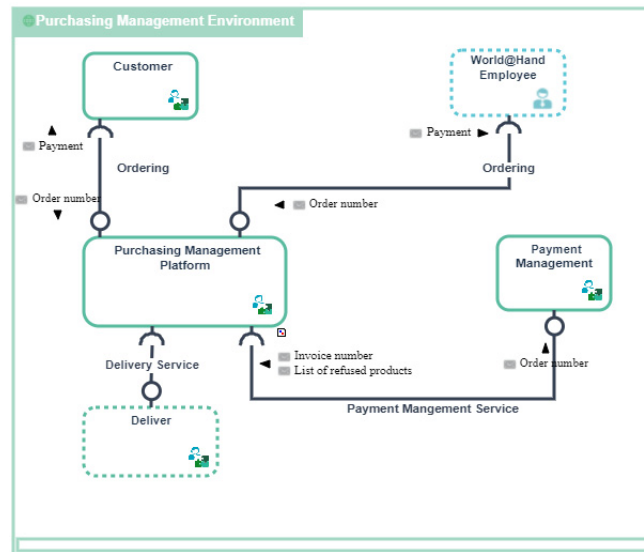 Purchasing Management Environment
Customer
World@Hand
Employee
Payment
Payment
Ordering
Ordering
Order number
Order number
Purchasing Management
Platform
Payment
Management
Invoice number
List of refused products
Delivery Service
Order number
Payment Mangement Service
Deliver